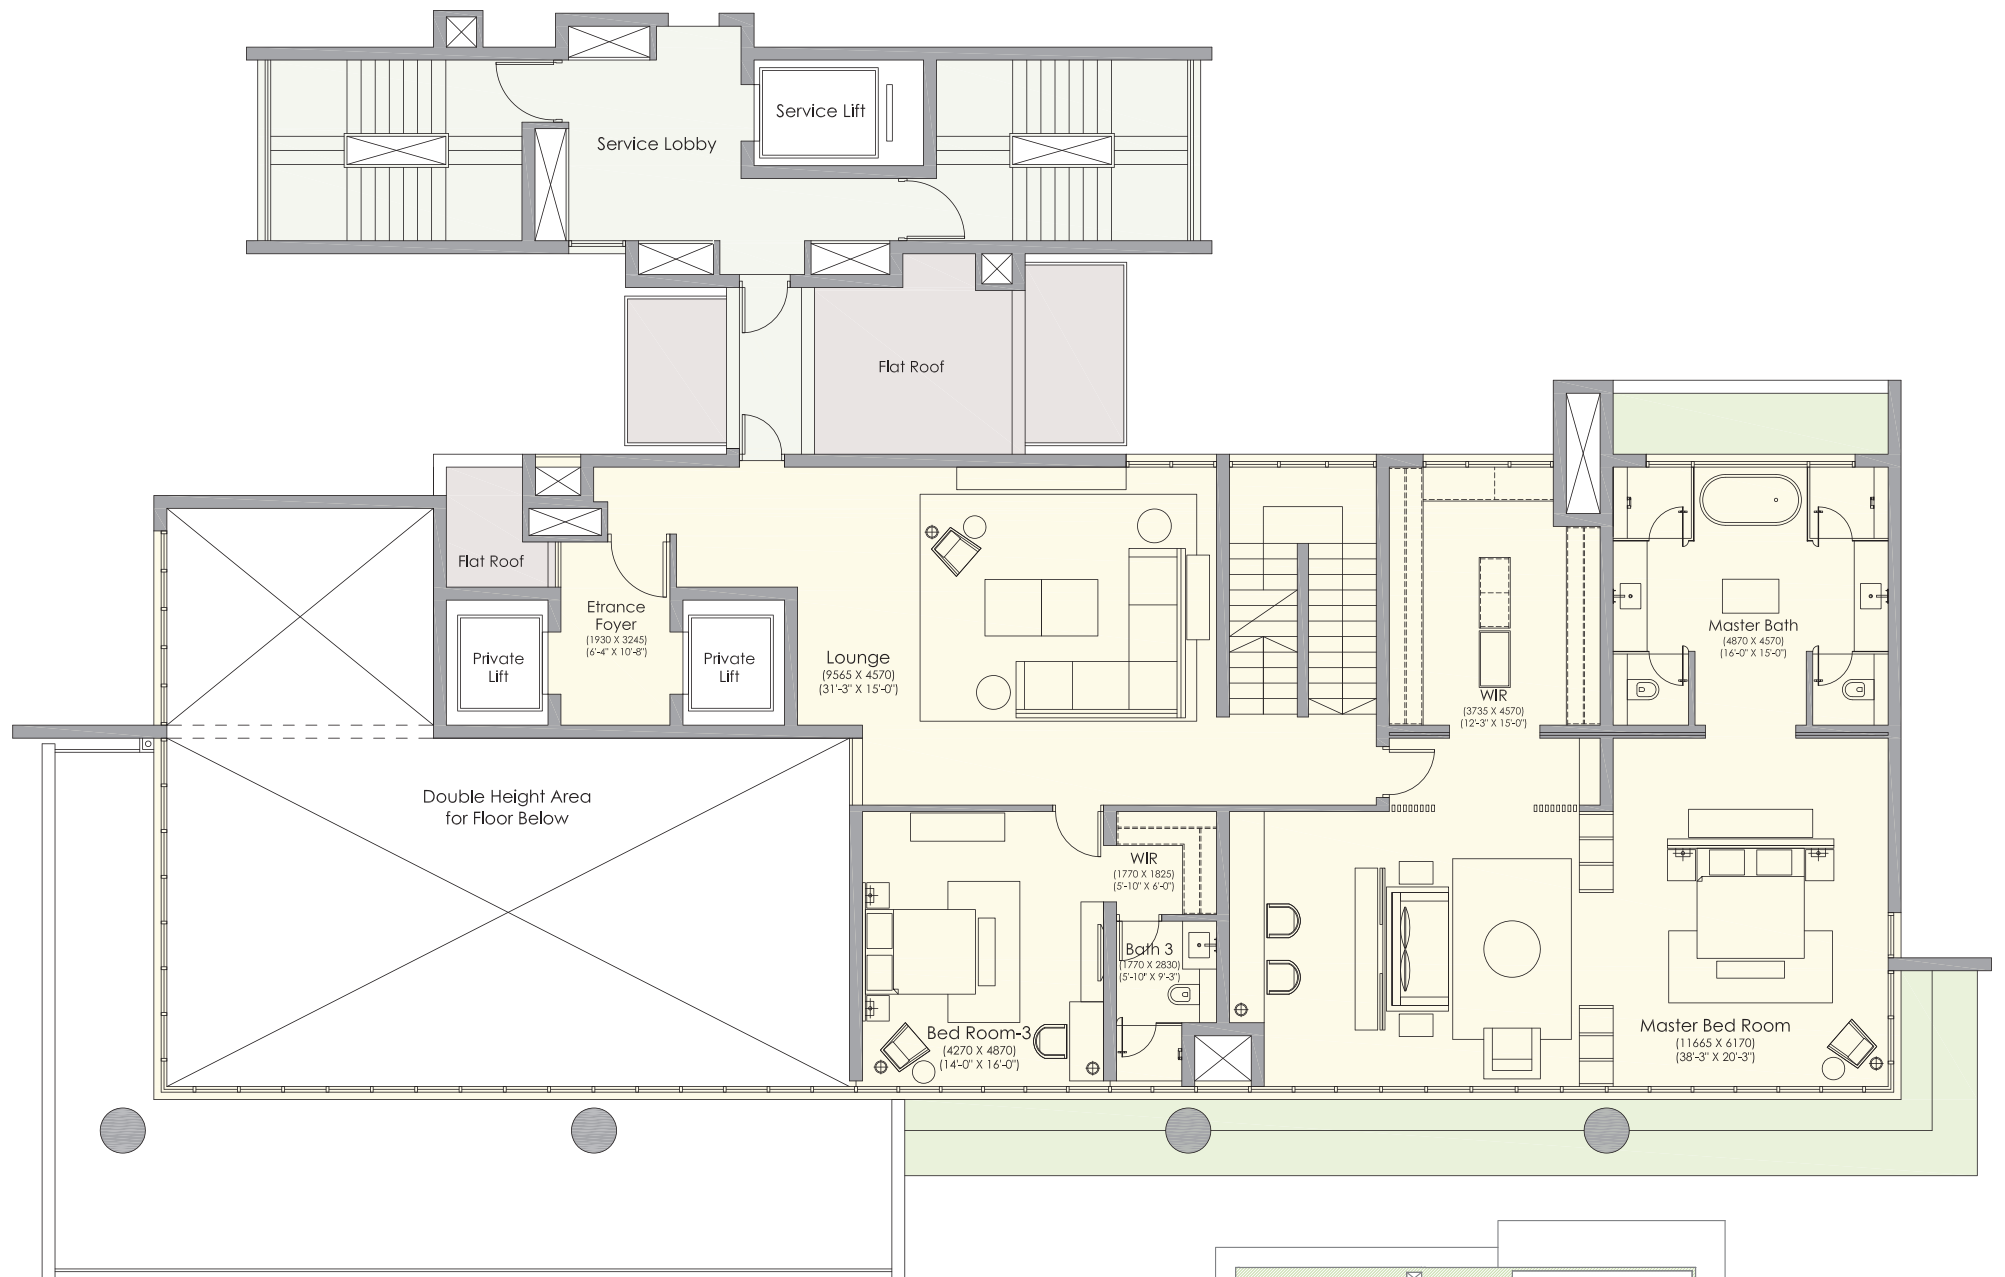 Service Lift
Service Lobby
Flat Roof
Flat Roof
Etrance
Foyer
(1930 X 3245)
(6'-4" X 10'-8")
Private
Lift
Private
Lift
Lounge
(9565 X 4570)
(31'-3" X 15'-0")
WIR
(3735 X 4570)
(12'-3" X 15'-0")
Master Bath
(4870 X 4570)
(16'-0" X 15'-0")
Double Height Area
for Floor Below
WIR
(1770 X 1825)
(5'-10" X 6'-0")
Bath 3
(1770 X 2830)
(5'-10" X 9'-3")
Bed Room-3
(4270 X 4870)
(14'-0" X 16'-0")
Master Bed Room
(11665 X 6170)
(38'-3" X 20'-3")